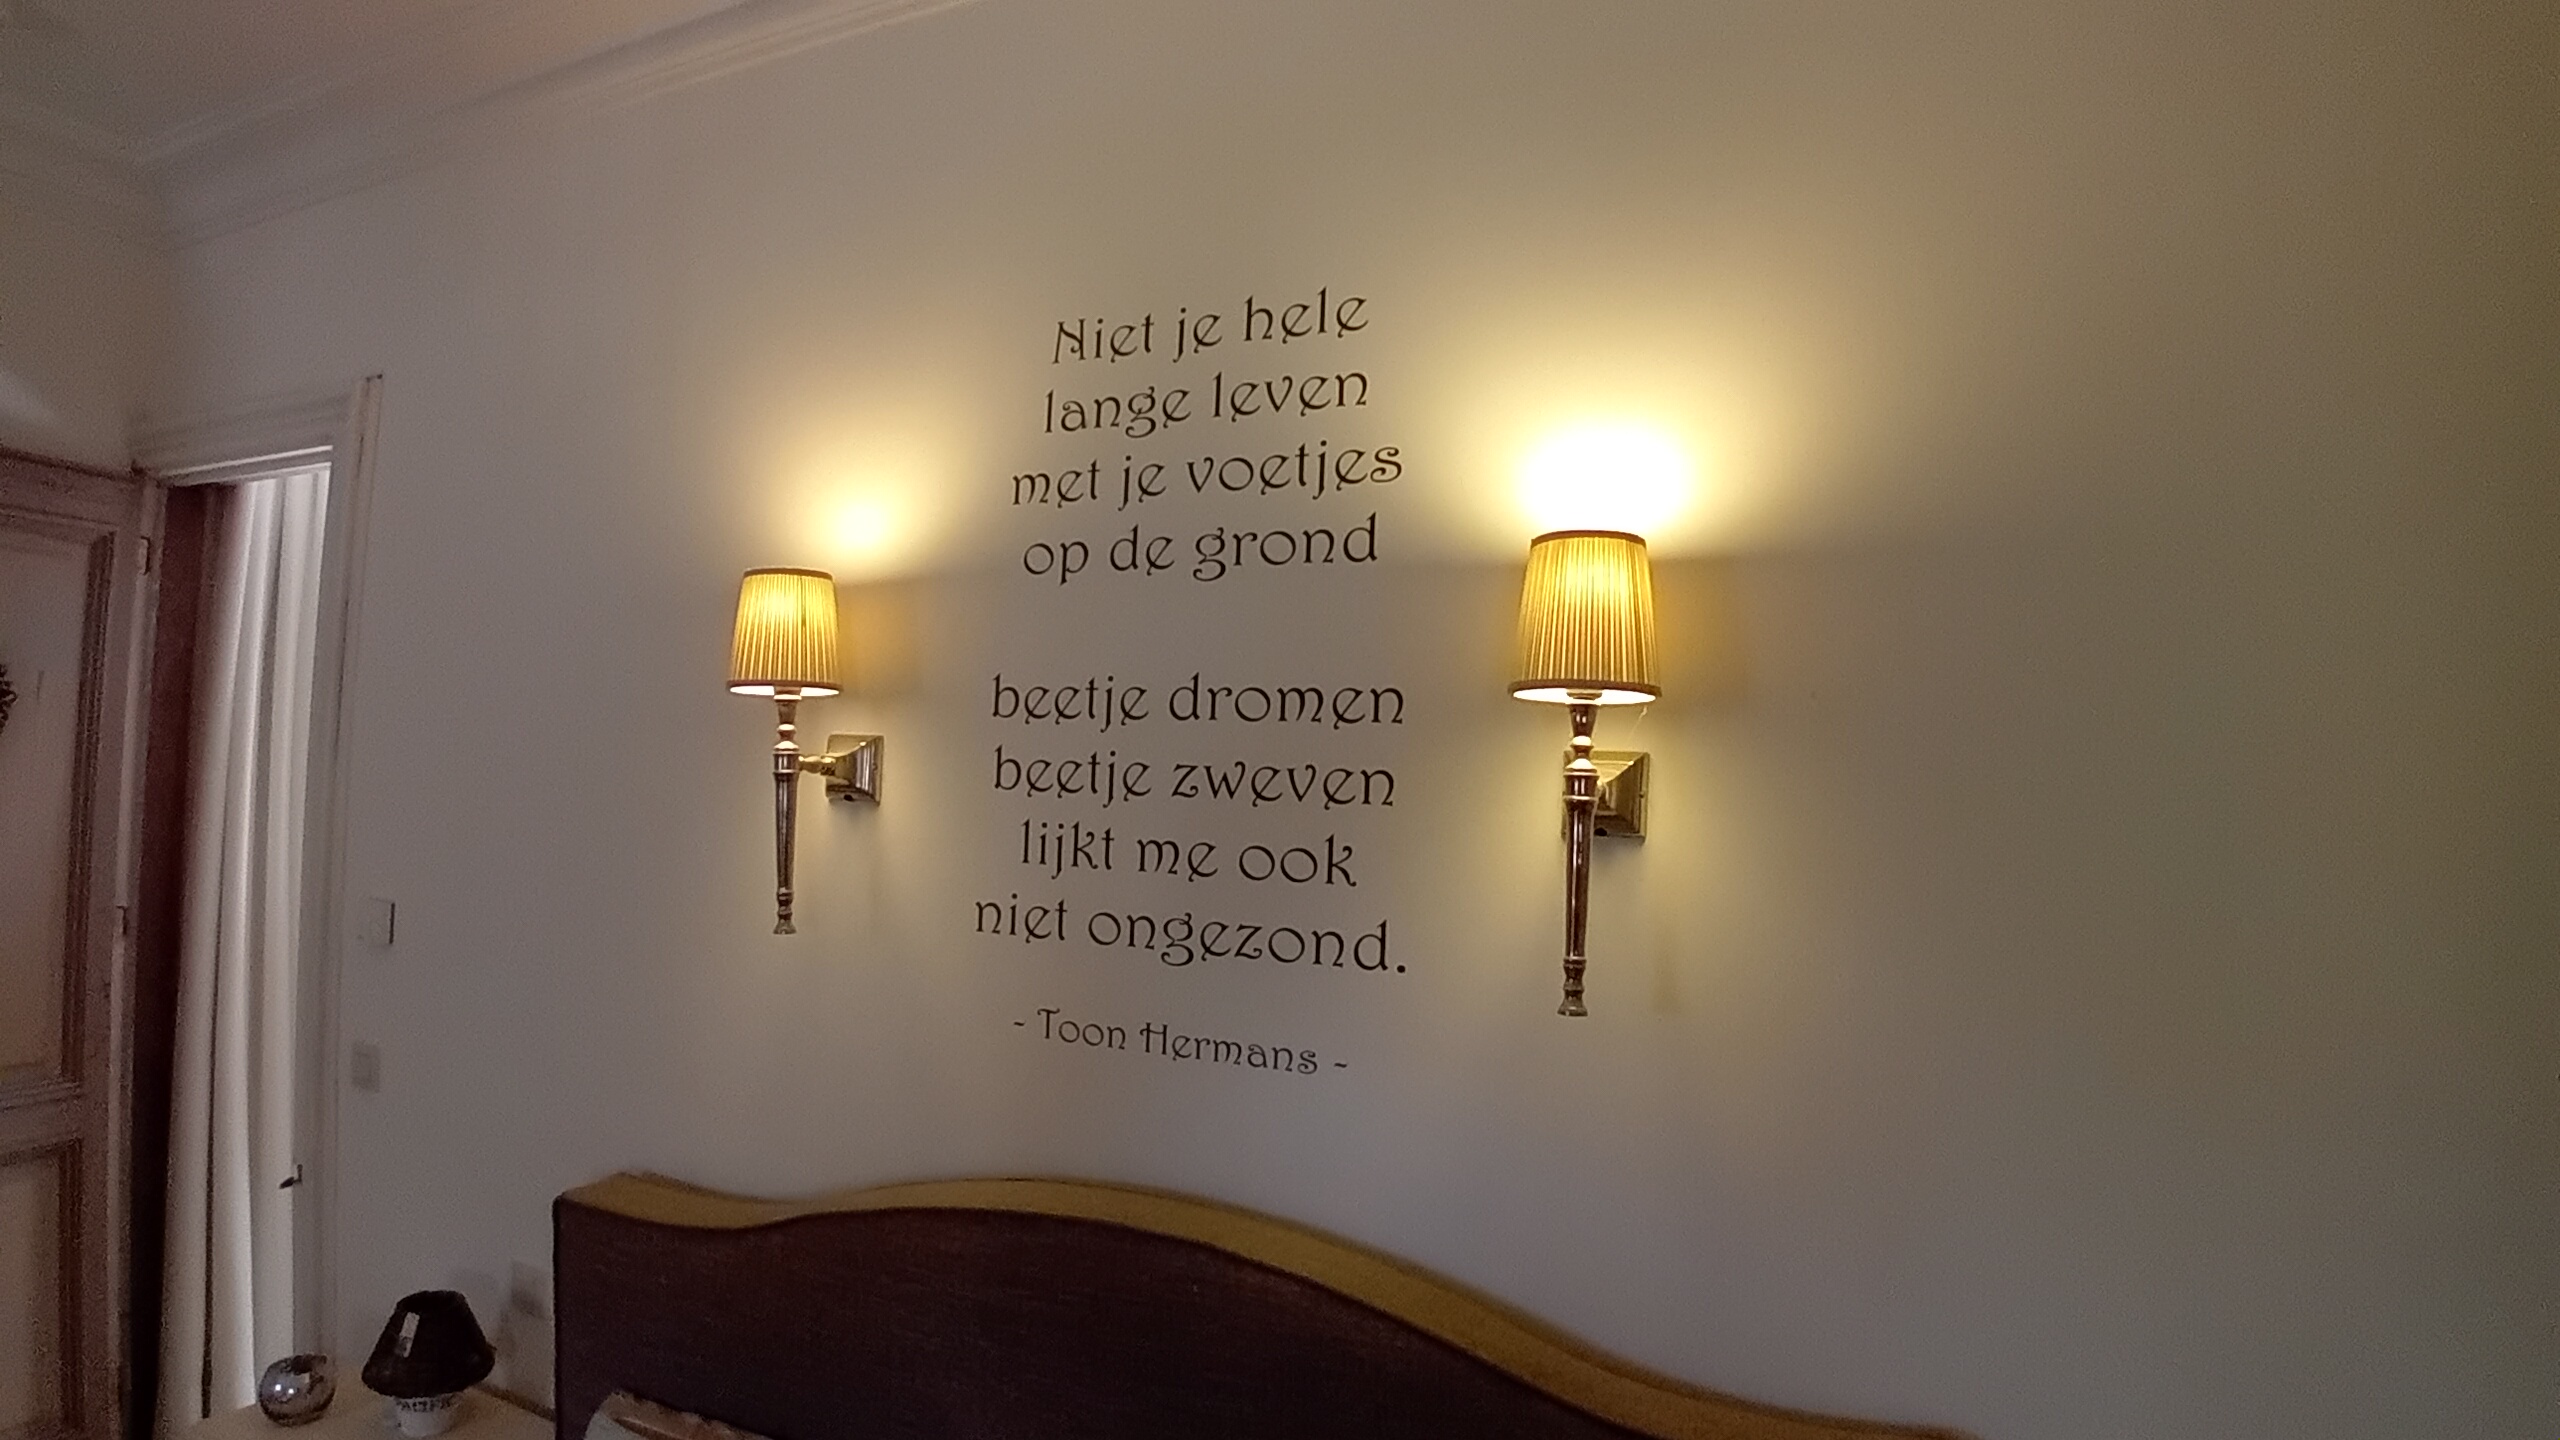 Niet je hele
lange leven
met je voetjes
op de grond
beetje dromen
beetje zweven
lijkt me ook
niet ongezond.
- Toon Hermans -